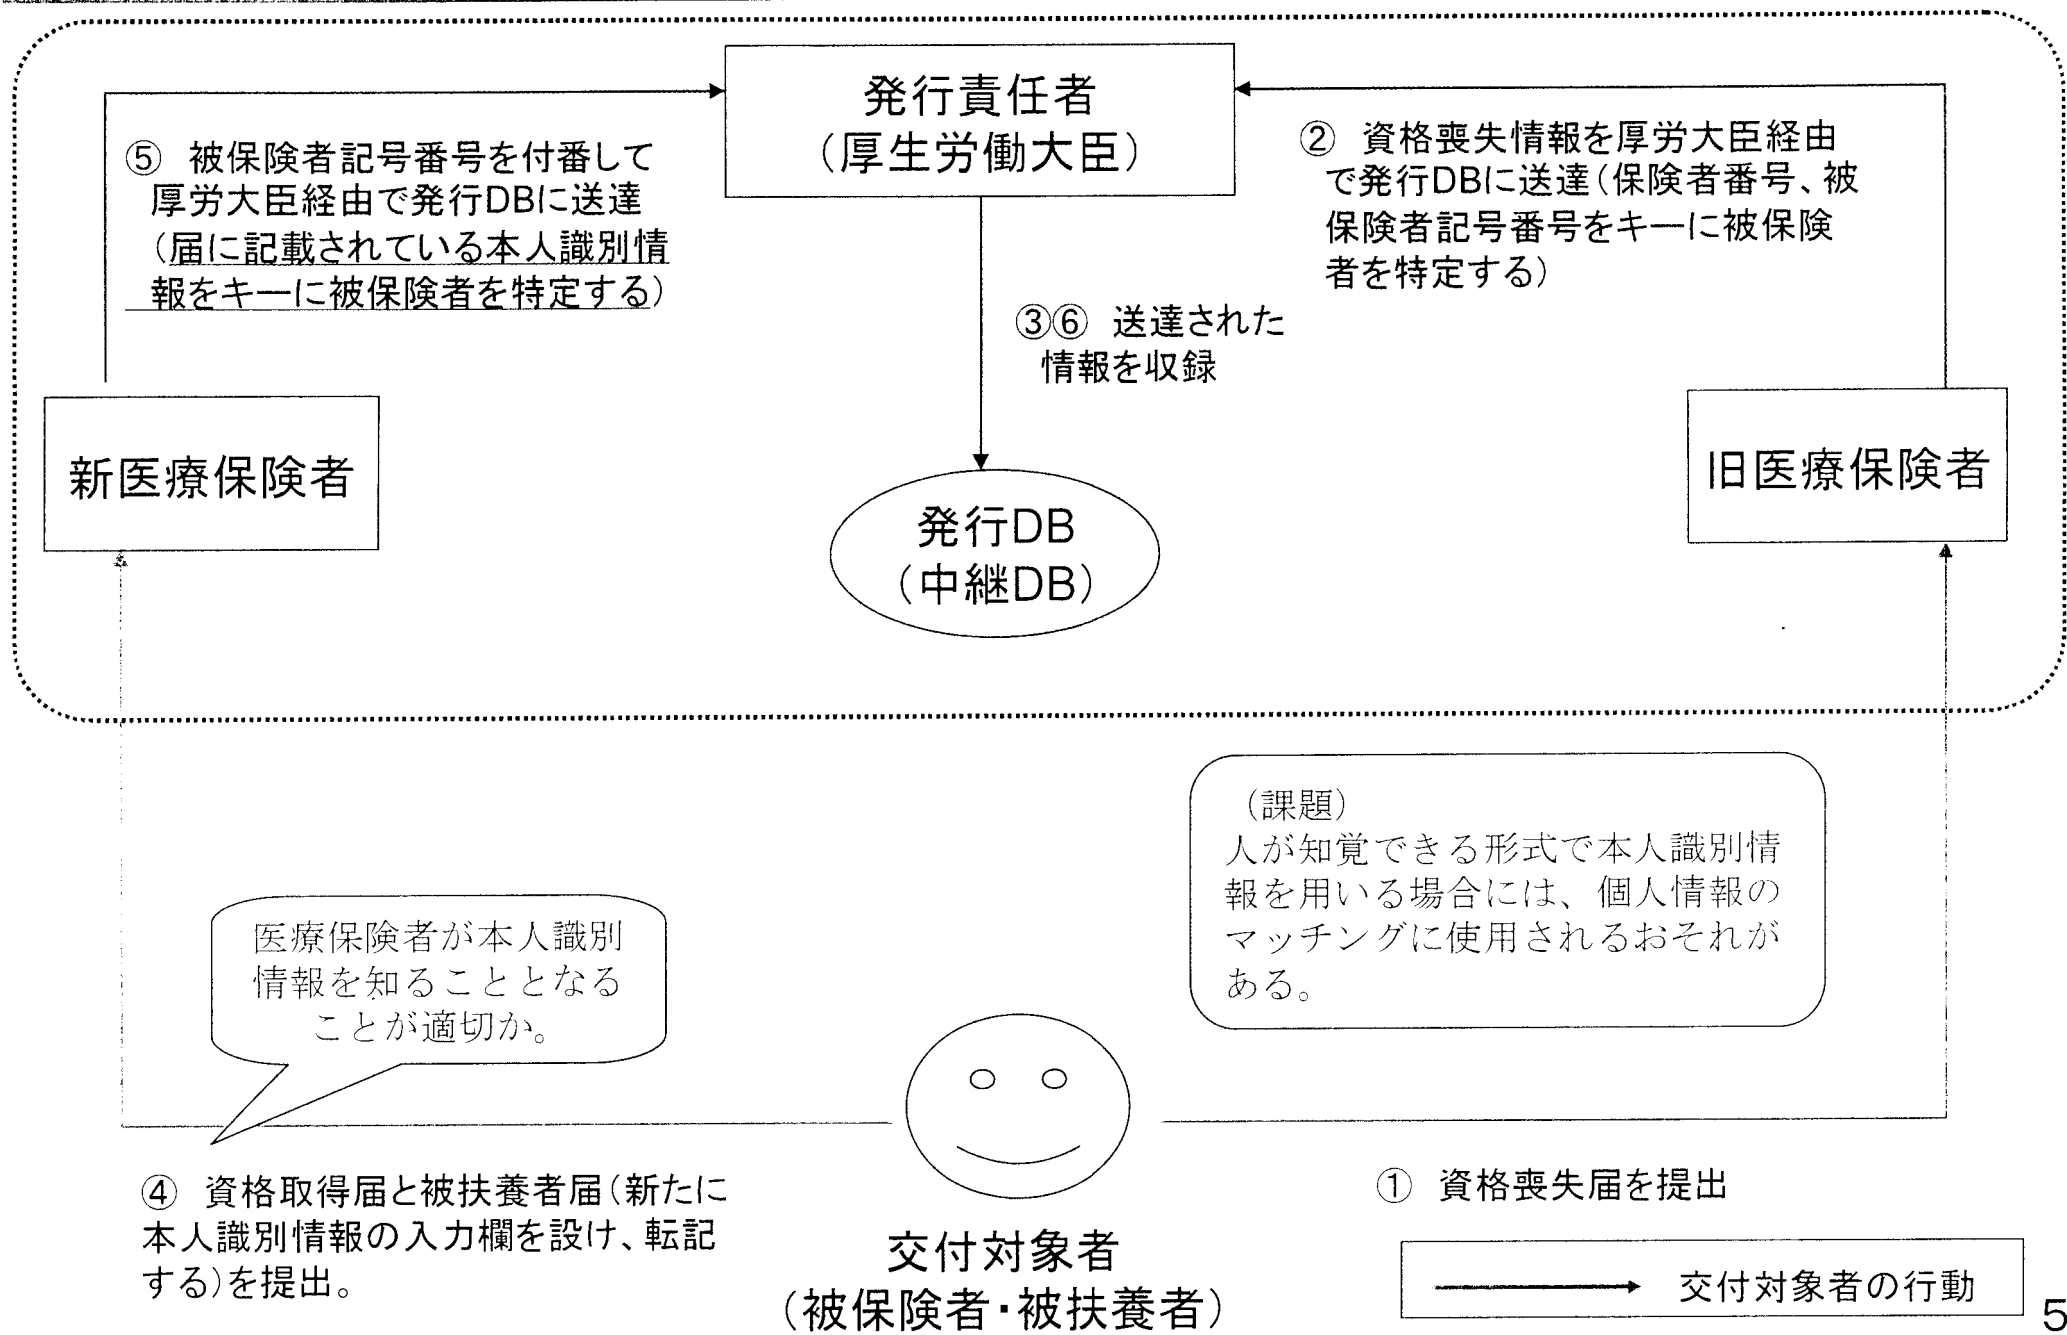 発行責任者
（厚生労働大臣）
⑤ 被保険者記号番号を付番して
厚労大臣経由で発行DBに送達
（届に記載されている本人識別情
報をキーに被保険者を特定する）
② 資格喪失情報を厚労大臣経由
で発行DBに送達（保険者番号、被
保険者記号番号をキーに被保険
者を特定する）
③⑥ 送達された
情報を収録
新医療保険者
旧医療保険者
発行DB
（中継DB）
（課題）
人が知覚できる形式で本人識別情
報を用いる場合には、個人情報の
マッチングに使用されるおそれが
ある。
医療保険者が本人識別
情報を知ることとなる
ことが適切か。
④ 資格取得届と被扶養者届（新たに
本人識別情報の入力欄を設け、転記
する）を提出。
① 資格喪失届を提出
交付対象者
（被保険者・被扶養者）
交付対象者の行動
5